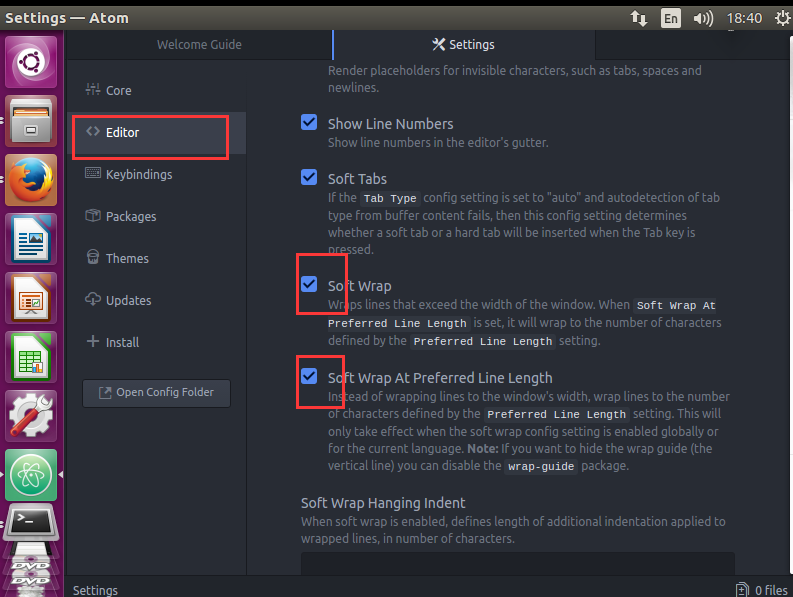 Settings — Atom
En
18:40
Welcome Guide
Settings
Core
Editor
Keybindings
Packages
Themes
Updates
Install
Open Config Folder
Render placeholders for invisible characters, such as tabs, spaces and
newlines.
Show Line Numbers
Show line numbers in the editor's gutter.
Soft Tabs
If the Tab Type config setting is set to "auto" and autodetection of tab
type from buffer content fails, then this config setting determines
whether a soft tab or a hard tab will be inserted when the Tab key is
pressed.
Soft Wrap
Wraps lines that exceed the width of the window. When Soft Wrap At
Preferred Line Length is set, it will wrap to the number of characters
defined by the Preferred Line Length setting.
Soft Wrap At Preferred Line Length
Instead of wrapping lines to the window's width, wrap lines to the number
of characters defined by the Preferred Line Length setting. This will
only take effect when the soft wrap config setting is enabled globally or
for the current language. Note: If you want to hide the wrap guide (the
vertical line) you can disable the wrap-guide package.
Soft Wrap Hanging Indent
When soft wrap is enabled, defines length of additional indentation applied to
wrapped lines, in number of characters.
DVD
DVD
Settings
0 files